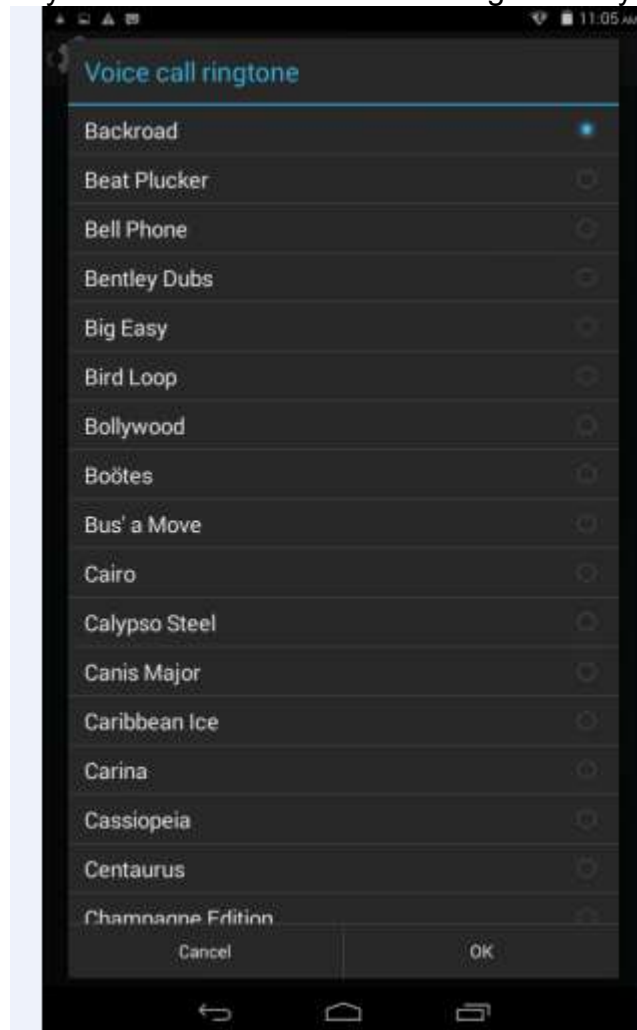 11:05 AM
Voice call ringtone
Backroad
Beat Plucker
Bell Phone
Bentley Dubs
Big Easy
Bird Loop
Bollywood
Boötes
Bus' a Move
Cairo
Calypso Steel
Canis Major
Caribbean Ice
Carina
Cassiopeia
Centaurus
Champagne Edition
Cancel OK